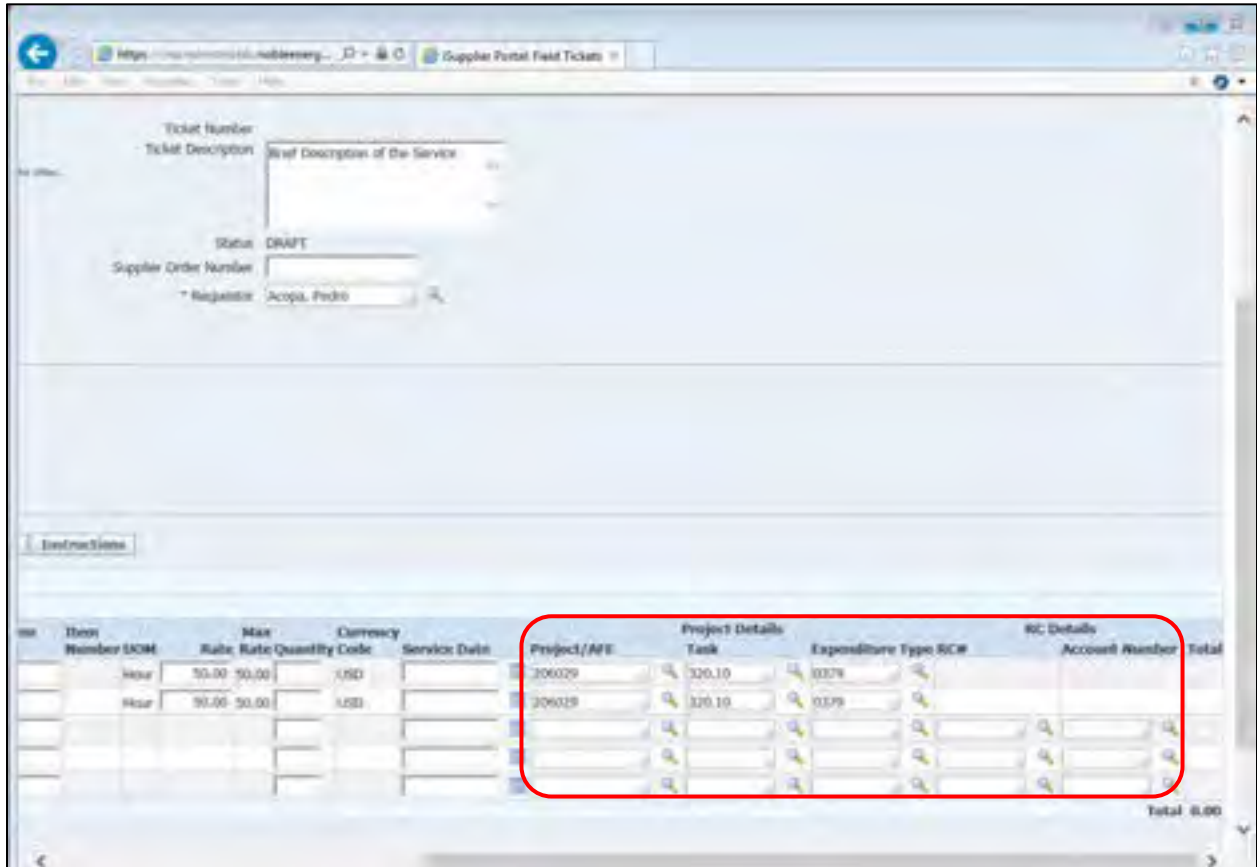 https
iSupplier Portal: Field Tickets
Ticket Number
Ticket Description Brief Description of the Service
Status DRAFT
Supplier Order Number
* Requestor Acopa, Pedro
Instructions
Project Details RC Details
Item Number UOM Rate Max Rate Quantity Currency Code Service Date Project/AFE Task Expenditure Type RC# Account Number Total
Hour 50.00 50.00 USD 206029 320.10 0379
Hour 50.00 50.00 USD 206029 320.10 0379
Total 0.00